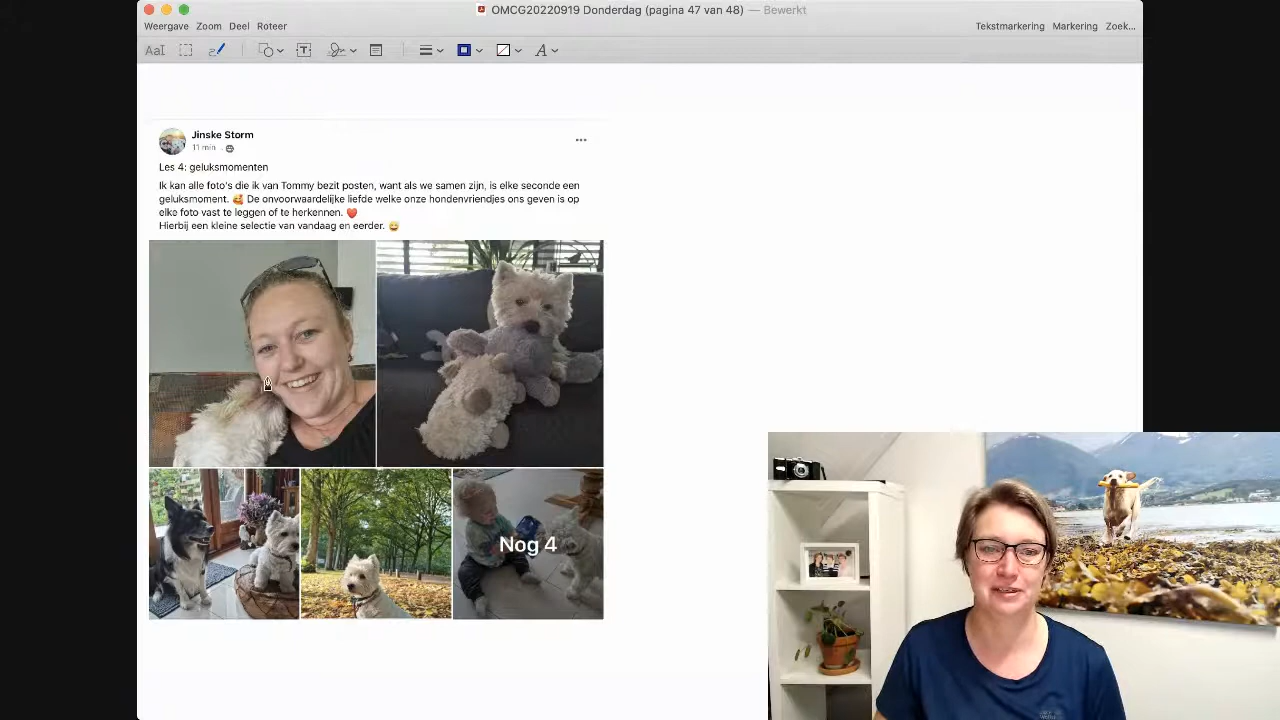 OMCG20220919 Donderdag (pagina 47 van 48) — Bewerkt
Weergave Zoom Deel Roteer
Tekstmarkering Markering Zoek...
AaI T A
Jinske Storm
11 min
Les 4: geluksmomenten
Ik kan alle foto's die ik van Tommy bezit posten, want als we samen zijn, is elke seconde een
geluksmoment. 🥰 De onvoorwaardelijke liefde welke onze hondenvriendjes ons geven is op
elke foto vast te leggen of te herkennen. ❤️
Hierbij een kleine selectie van vandaag en eerder. 😄
Nog 4